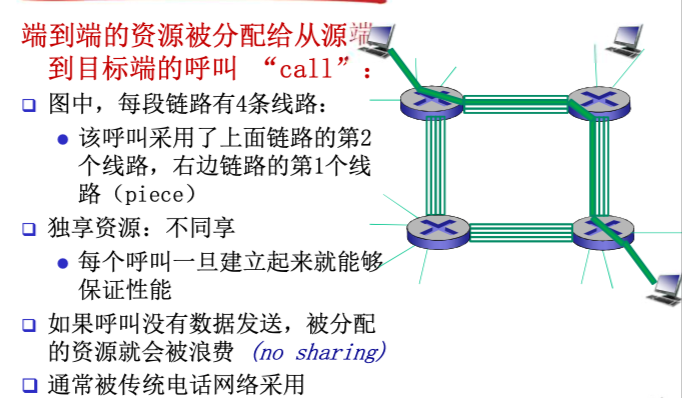 端到端的资源被分配给从源端
到目标端的呼叫 “call”：
图中，每段链路有4条线路：
该呼叫采用了上面链路的第2
个线路，右边链路的第1个线
路（piece）
独享资源：不同享
每个呼叫一旦建立起来就能够
保证性能
如果呼叫没有数据发送，被分配
的资源就会被浪费 (no sharing)
通常被传统电话网络采用